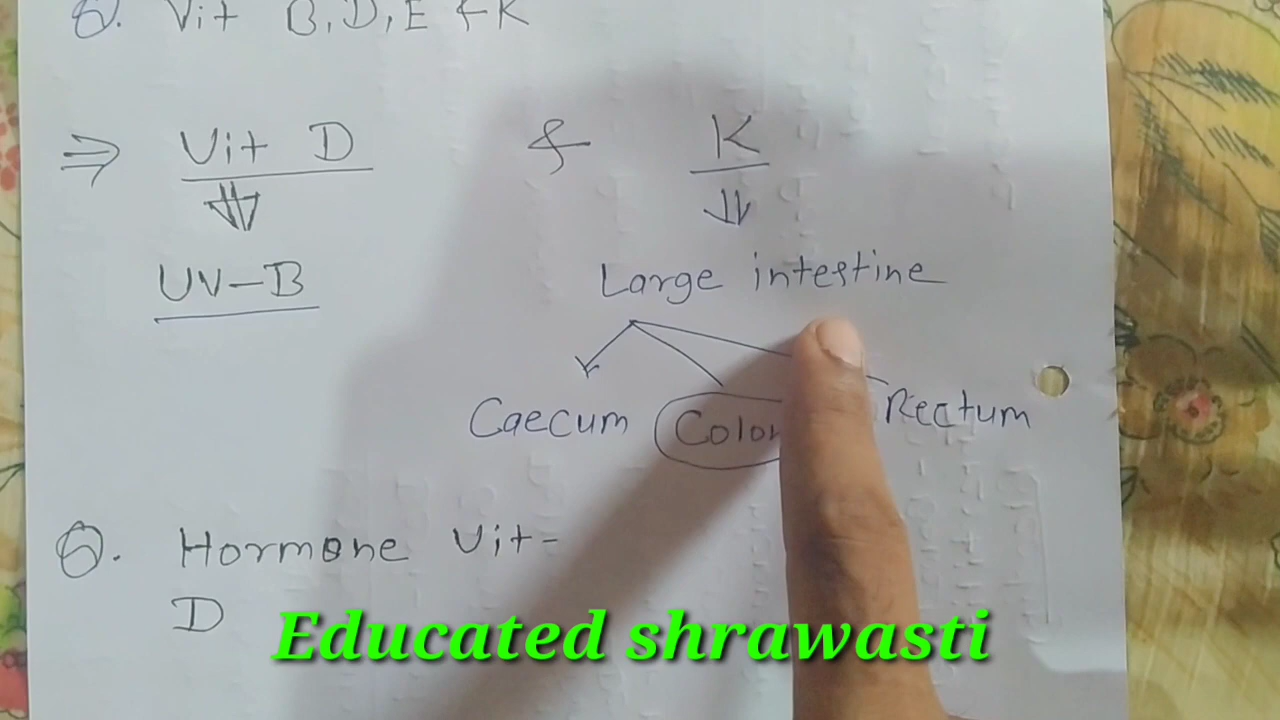 Q. Vit B, D, E & K
⇒ Vit D & K
UV-B
Large intestine
Caecum Colon Rectum
Q. Hormone Vit-
D
Educated shrawasti